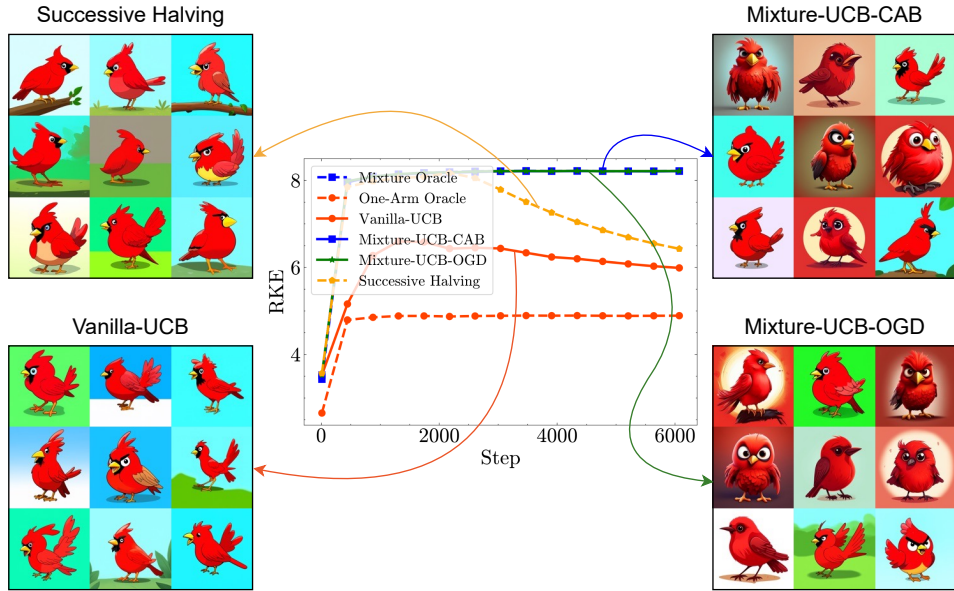 Successive Halving
Mixture-UCB-CAB
8
6
4
RKE
Mixture Oracle
One-Arm Oracle
Vanilla-UCB
Mixture-UCB-CAB
Mixture-UCB-OGD
Successive Halving
0
2000
4000
6000
Step
Vanilla-UCB
Mixture-UCB-OGD